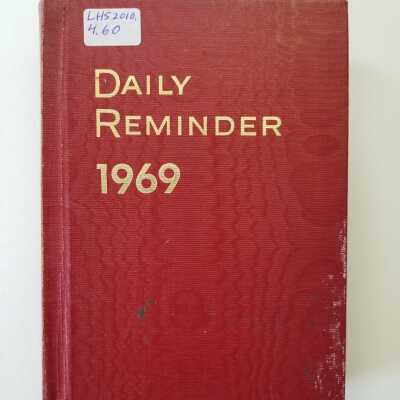 LHS2010.
4.60
DAILY
REMINDER
1969